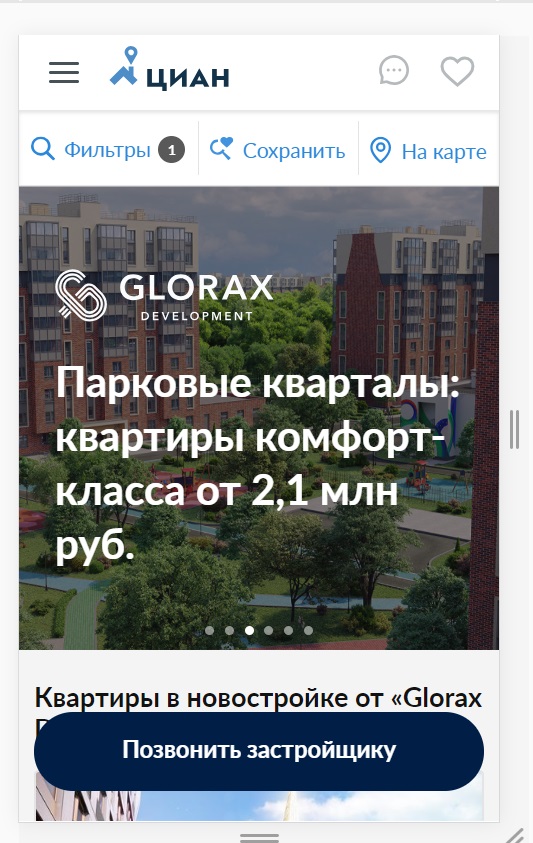 ЦИАН
Фильтры 1
Сохранить
На карте
GLORAX
DEVELOPMENT
Парковые кварталы:
квартиры комфорт-
класса от 2,1 млн
руб.
Квартиры в новостройке от «Glorax
Позвонить застройщику